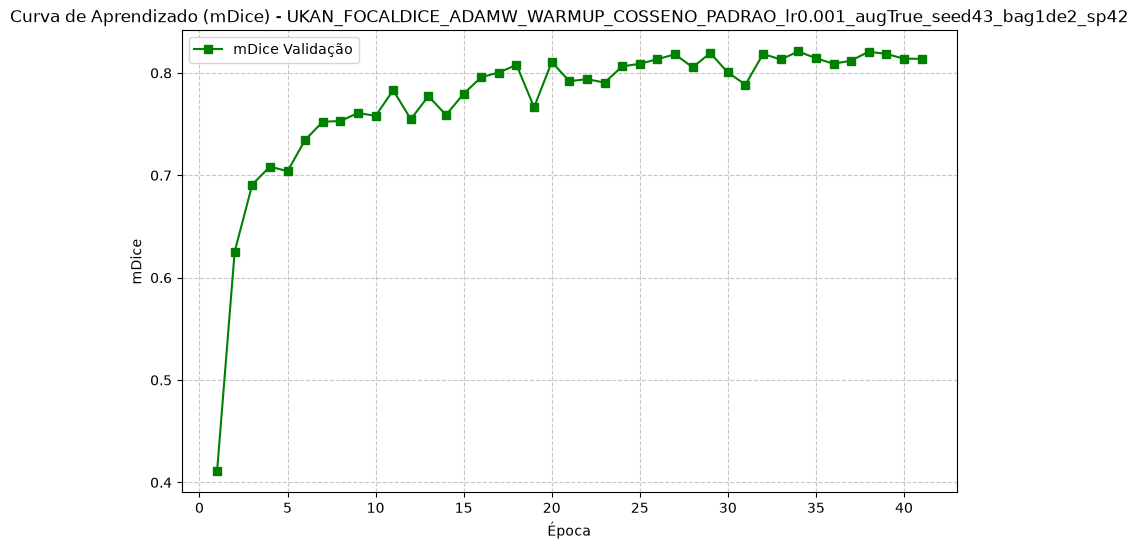 Curva de Aprendizado (mDice) - UKAN_FOCALDICE_ADAMW_WARMUP_COSSENO_PADRAO_lr0.001_augTrue_seed43_bag1de2_sp42
mDice Validação
0.8
0.7
0.6
0.5
0.4
mDice
0 5 10 15 20 25 30 35 40
Época